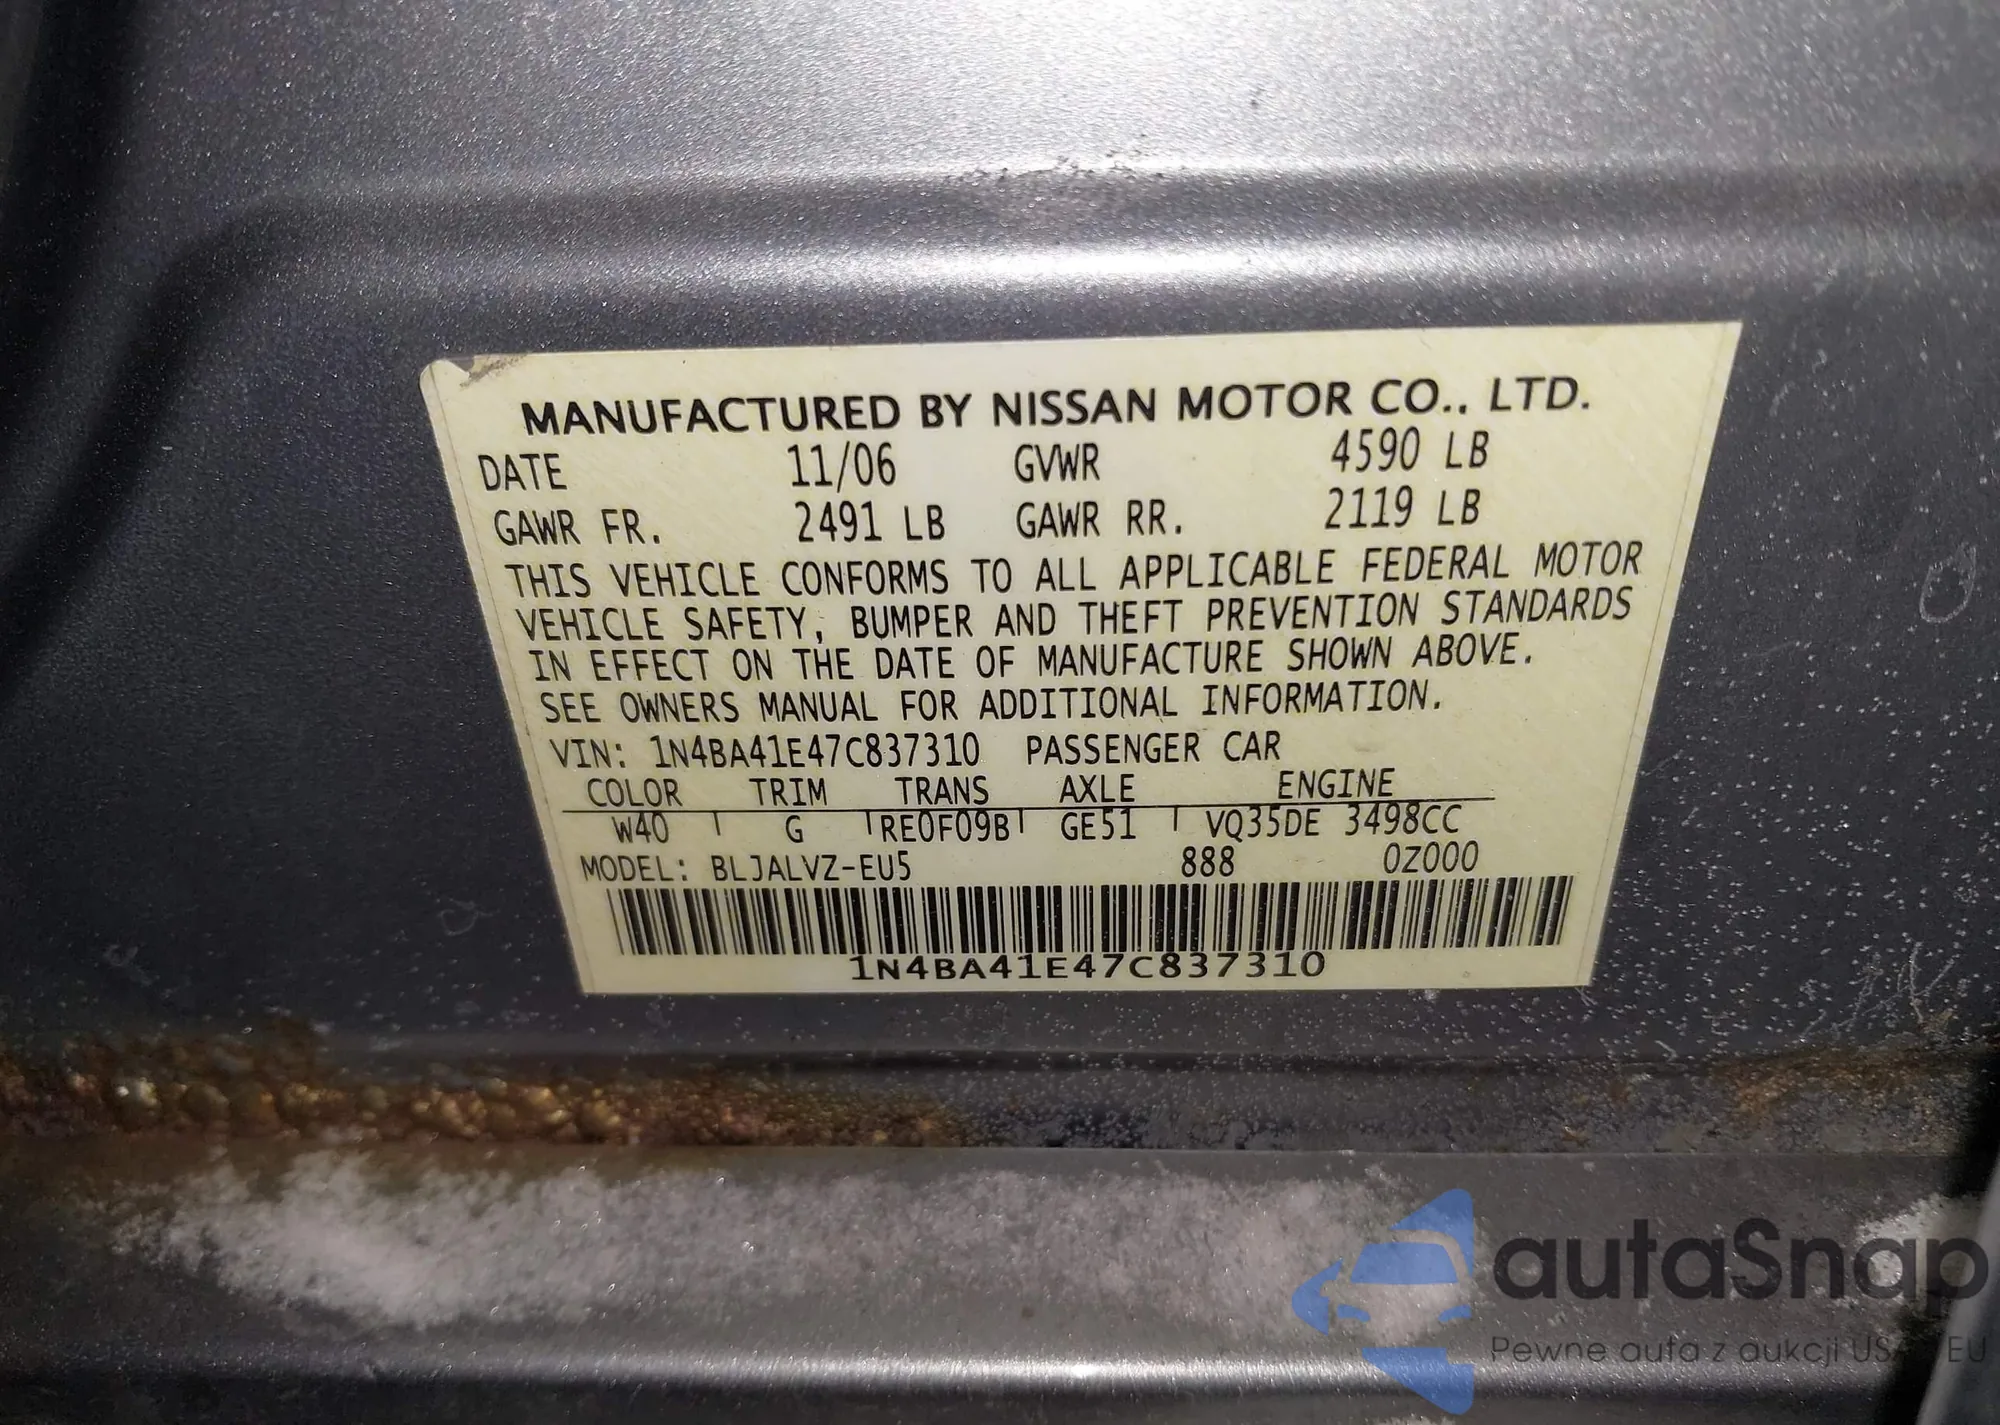 MANUFACTURED BY NISSAN MOTOR CO., LTD.
DATE 11/06 GVWR 4590 LB
GAWR FR. 2491 LB GAWR RR. 2119 LB
THIS VEHICLE CONFORMS TO ALL APPLICABLE FEDERAL MOTOR
VEHICLE SAFETY, BUMPER AND THEFT PREVENTION STANDARDS
IN EFFECT ON THE DATE OF MANUFACTURE SHOWN ABOVE.
SEE OWNERS MANUAL FOR ADDITIONAL INFORMATION.
VIN: 1N4BA41E47C837310 PASSENGER CAR
COLOR TRIM TRANS AXLE ENGINE
W40 G RE0F09B GE51 VQ35DE 3498CC
MODEL: BLJALVZ-EU5 888 0Z000
1N4BA41E47C837310
autaSnap
Pewne auta z aukcji USA EU